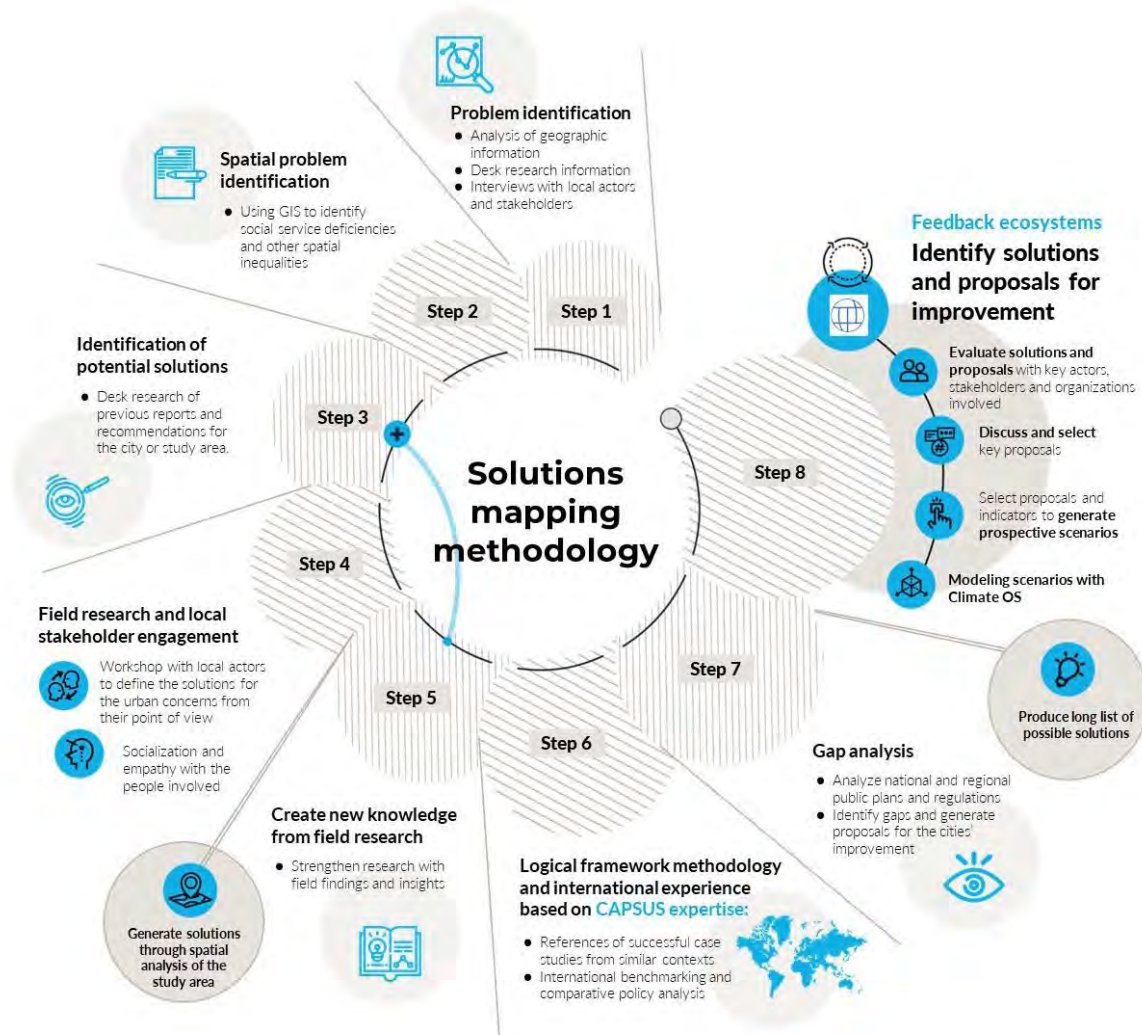 Problem identification
● Analysis of geographic
information
● Desk research information
● Interviews with local actors
and stakeholders
Step 1
Spatial problem
identification
● Using GIS to identify
social service deficiencies
and other spatial
inequalities
Step 2
Identification of
potential solutions
● Desk research of
previous reports and
recommendations for
the city or study area.
Step 3
Field research and local
stakeholder engagement
Workshop with local actors
to define the solutions for
the urban concerns from
their point of view
Socialization and
empathy with the
people involved
Step 4
Generate solutions
through spatial
analysis of the
study area
Create new knowledge
from field research
● Strengthen research with
field findings and insights
Step 5
Logical framework methodology
and international experience
based on CAPSUS expertise:
● References of successful case
studies from similar contexts
● International benchmarking and
comparative policy analysis
Step 6
Gap analysis
● Analyze national and regional
public plans and regulations
● Identify gaps and generate
proposals for the cities'
improvement
Step 7
Produce long list of
possible solutions
Step 8
Feedback ecosystems
Identify solutions
and proposals for
improvement
Evaluate solutions and
proposals with key actors,
stakeholders and organizations
involved
Discuss and select
key proposals
Select proposals and
indicators to generate
prospective scenarios
Modeling scenarios with
Climate OS
Solutions
mapping
methodology